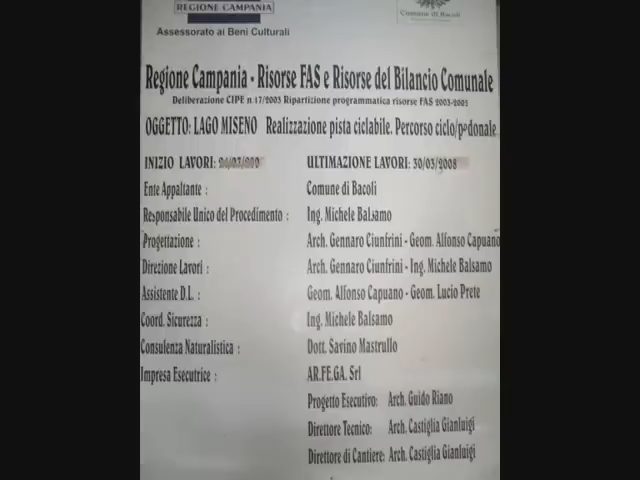 REGIONE CAMPANIA
Comune di Bacoli
Assessorato ai Beni Culturali
Regione Campania - Risorse FAS e Risorse del Bilancio Comunale
Deliberazione CIPE n.17/2003 Ripartizione programmatica risorse FAS 2003-2005
OGGETTO: LAGO MISENO Realizzazione pista ciclabile. Percorso ciclo/pedonale
INIZIO LAVORI:
ULTIMAZIONE LAVORI: 30/03/2008
Ente Appaltante : Comune di Bacoli
Responsabile Unico del Procedimento : Ing. Michele Balsamo
Progettazione : Arch. Gennaro Ciunfrini - Geom. Alfonso Capuano
Direzione Lavori : Arch. Gennaro Ciunfrini - Ing. Michele Balsamo
Assistente D.L. : Geom. Alfonso Capuano - Geom. Lucio Prete
Coord. Sicurezza : Ing. Michele Balsamo
Consulenza Naturalistica : Dott. Savino Mastrullo
Impresa Esecutrice : AR.FE.GA. Srl
Progetto Esecutivo: Arch. Guido Riano
Direttore Tecnico: Arch. Castiglia Gianluigi
Direttore di Cantiere: Arch. Castiglia Gianluigi